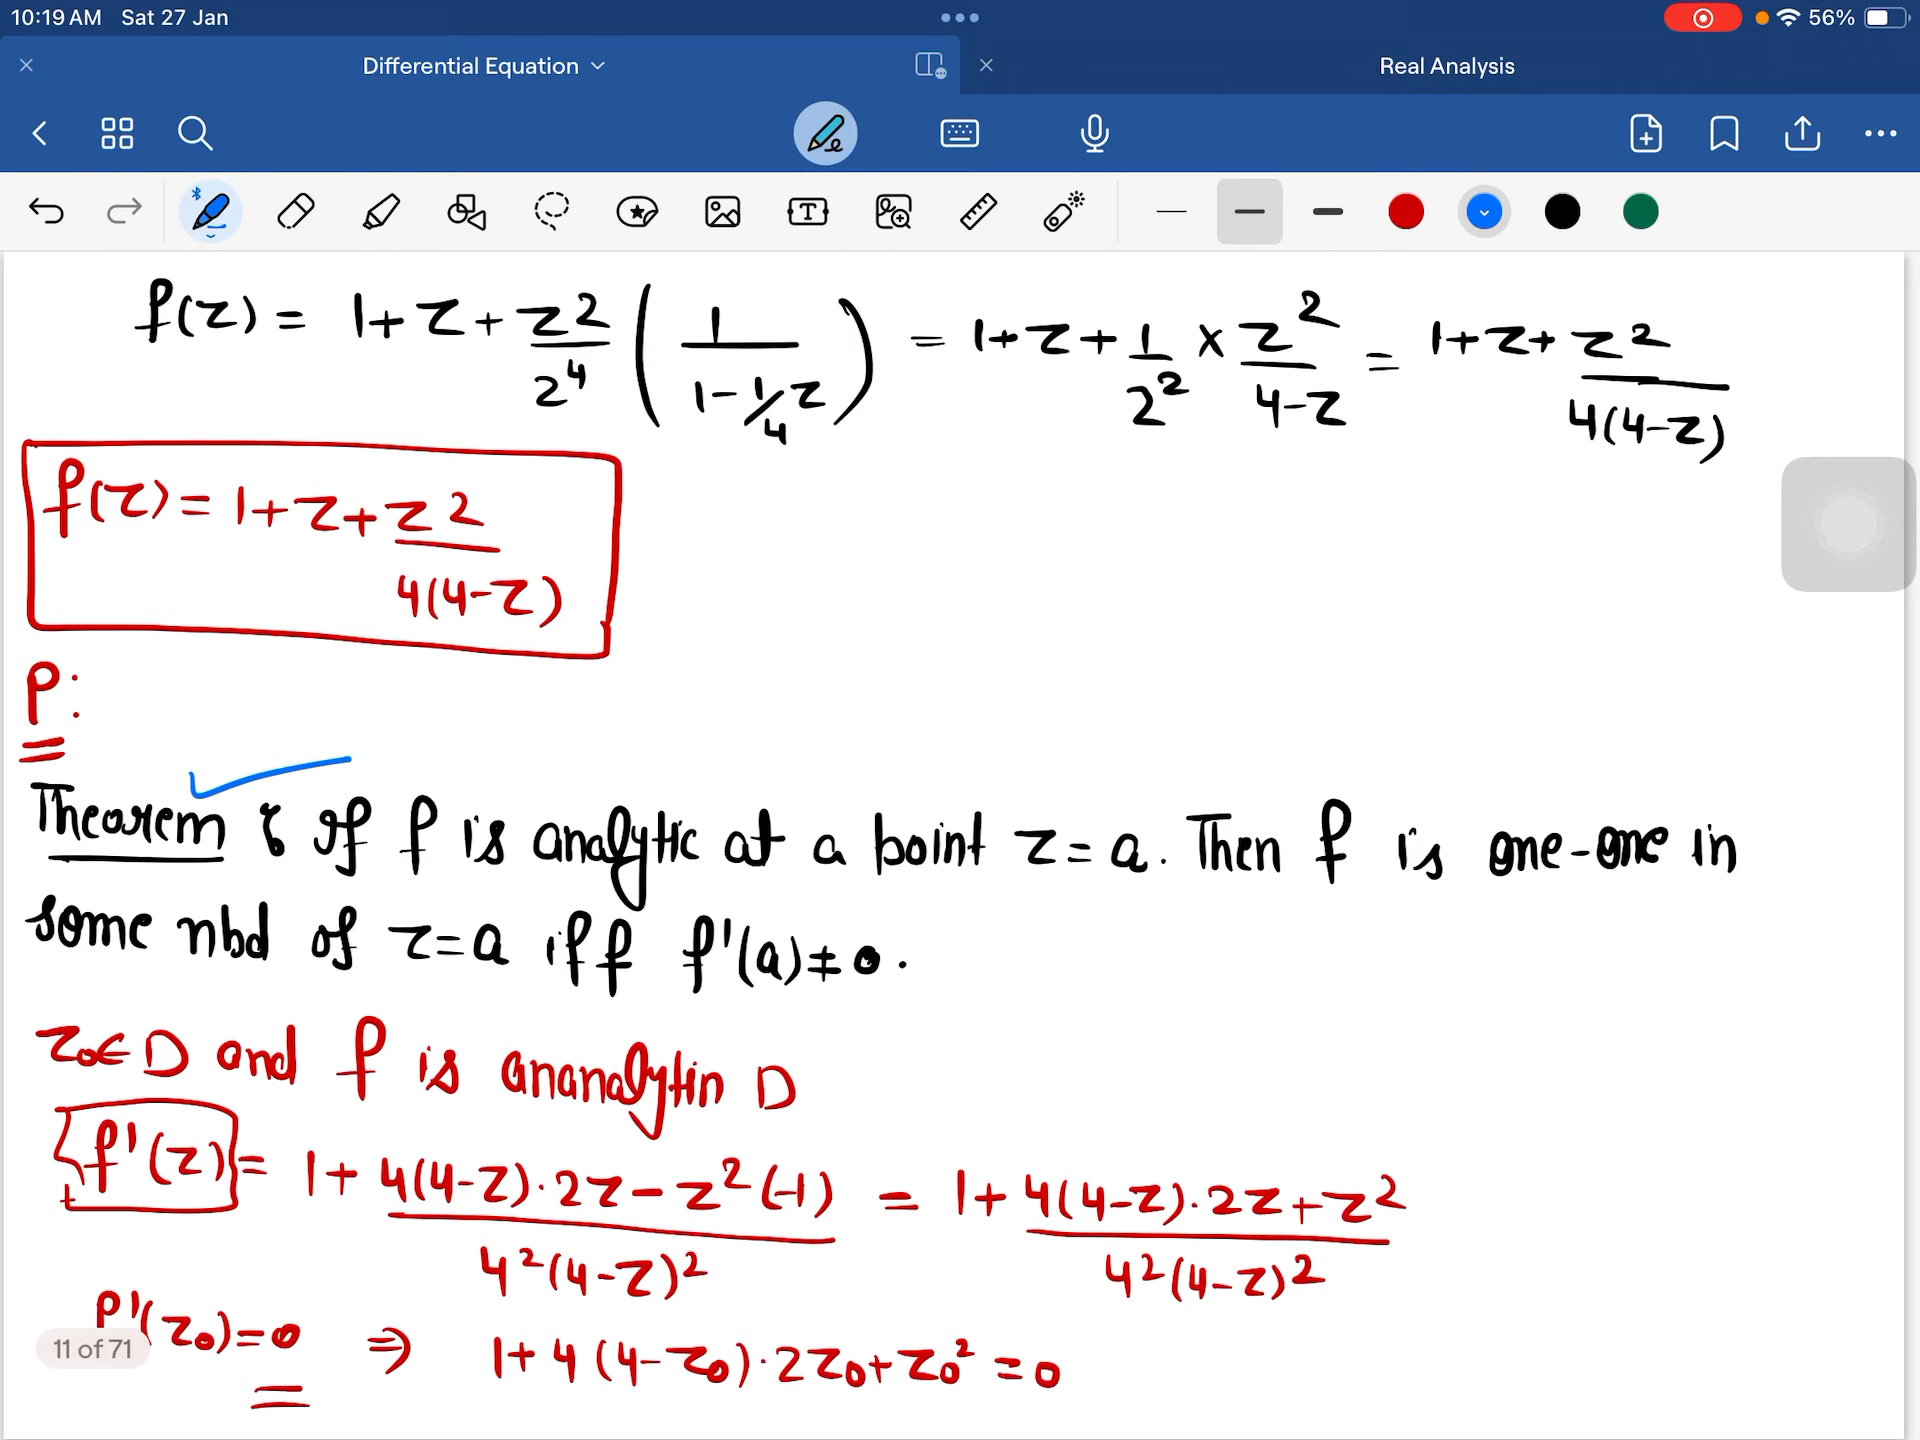 10:19 AM Sat 27 Jan
56%
Differential Equation
Real Analysis
f(z) = 1+z+z²/2⁴ (1/(1-1/4z)) = 1+z+1/2² × z²/(4-z) = 1+z+z²/(4(4-z))
f(z) = 1+z+z²/(4(4-z))
P:
Theorem : If f is analytic at a point z=a. Then f is one-one in
some nbd of z=a iff f'(a)≠0.
z₀∈D and f is ananalytin D
f'(z) = 1+ (4(4-z)·2z-z²(-1))/(4²(4-z)²) = 1+ (4(4-z)·2z+z²)/(4²(4-z)²)
f'(z₀)=0 ⇒ 1+4(4-z₀)·2z₀+z₀²=0
11 of 71